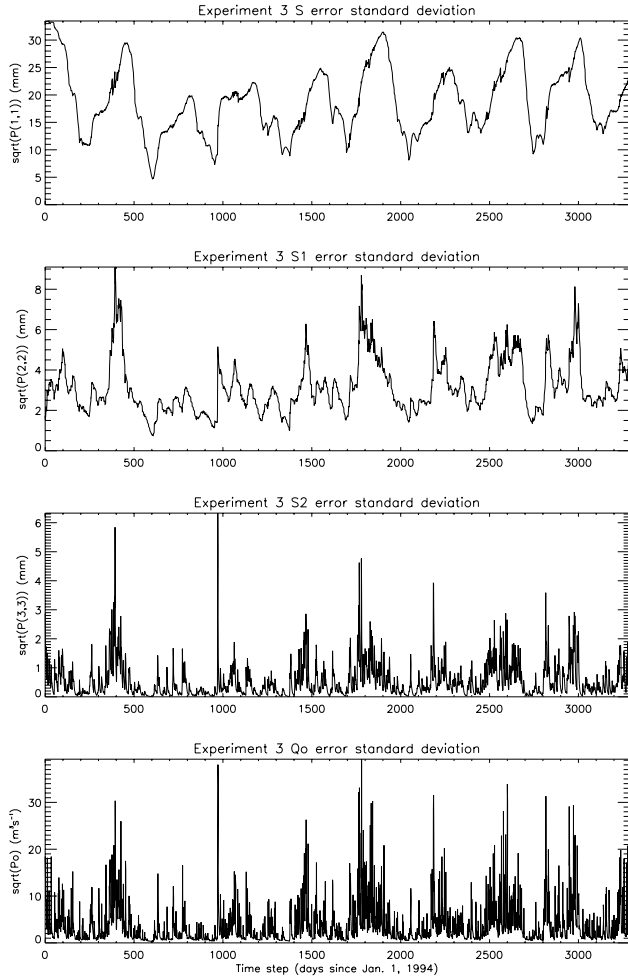 Experiment 3 S error standard deviation
sqrt(P(1,1)) (mm)
30
25
20
15
10
5
0
0 500 1000 1500 2000 2500 3000
Experiment 3 S1 error standard deviation
sqrt(P(2,2)) (mm)
8
6
4
2
0
0 500 1000 1500 2000 2500 3000
Experiment 3 S2 error standard deviation
sqrt(P(3,3)) (mm)
6
5
4
3
2
1
0
0 500 1000 1500 2000 2500 3000
Experiment 3 Qo error standard deviation
sqrt(Po) (m³s⁻¹)
30
20
10
0
0 500 1000 1500 2000 2500 3000
Time step (days since Jan. 1, 1994)